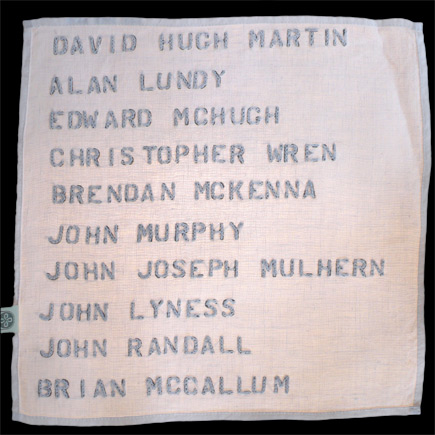 DAVID HUGH MARTIN
ALAN LUNDY
EDWARD MCHUGH
CHRISTOPHER WREN
BRENDAN MCKENNA
JOHN MURPHY
JOHN JOSEPH MULHERN
JOHN LYNESS
JOHN RANDALL
BRIAN MCCALLUM